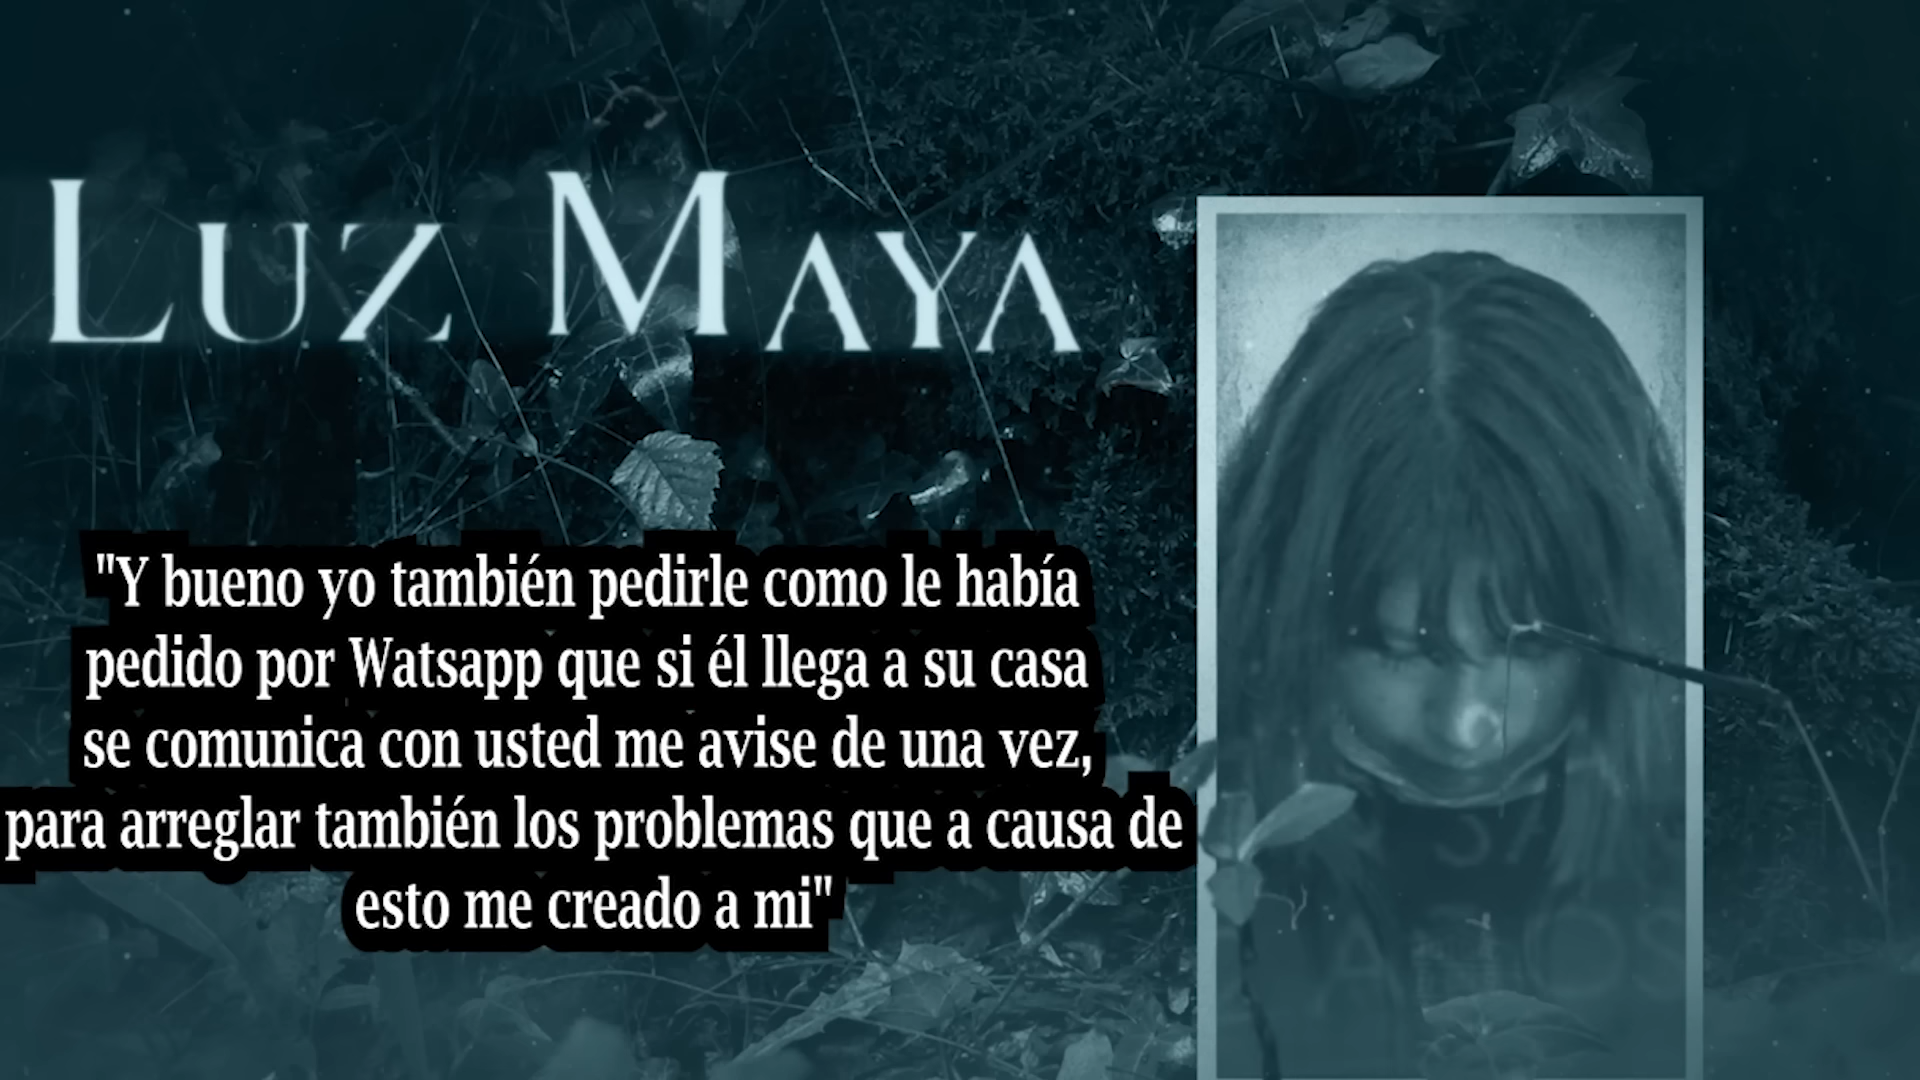 LUZ MAYA
"Y bueno yo también pedirle como le había
pedido por Watsapp que si él llega a su casa
se comunica con usted me avise de una vez,
para arreglar también los problemas que a causa de
esto me creado a mi"